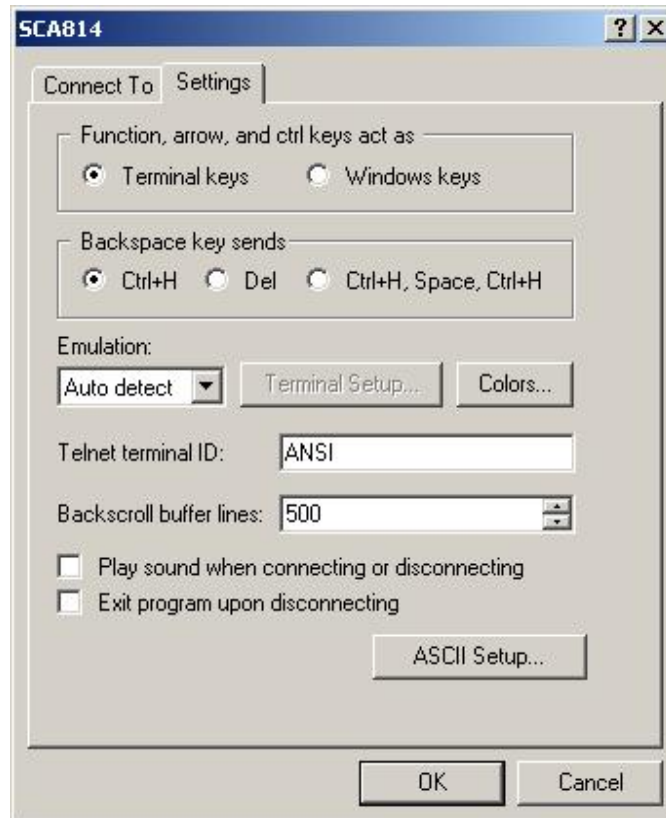 SCA814
Connect To Settings
Function, arrow, and ctrl keys act as
Terminal keys Windows keys
Backspace key sends
Ctrl+H Del Ctrl+H, Space, Ctrl+H
Emulation:
Auto detect Terminal Setup... Colors...
Telnet terminal ID: ANSI
Backscroll buffer lines: 500
Play sound when connecting or disconnecting
Exit program upon disconnecting
ASCII Setup...
OK Cancel